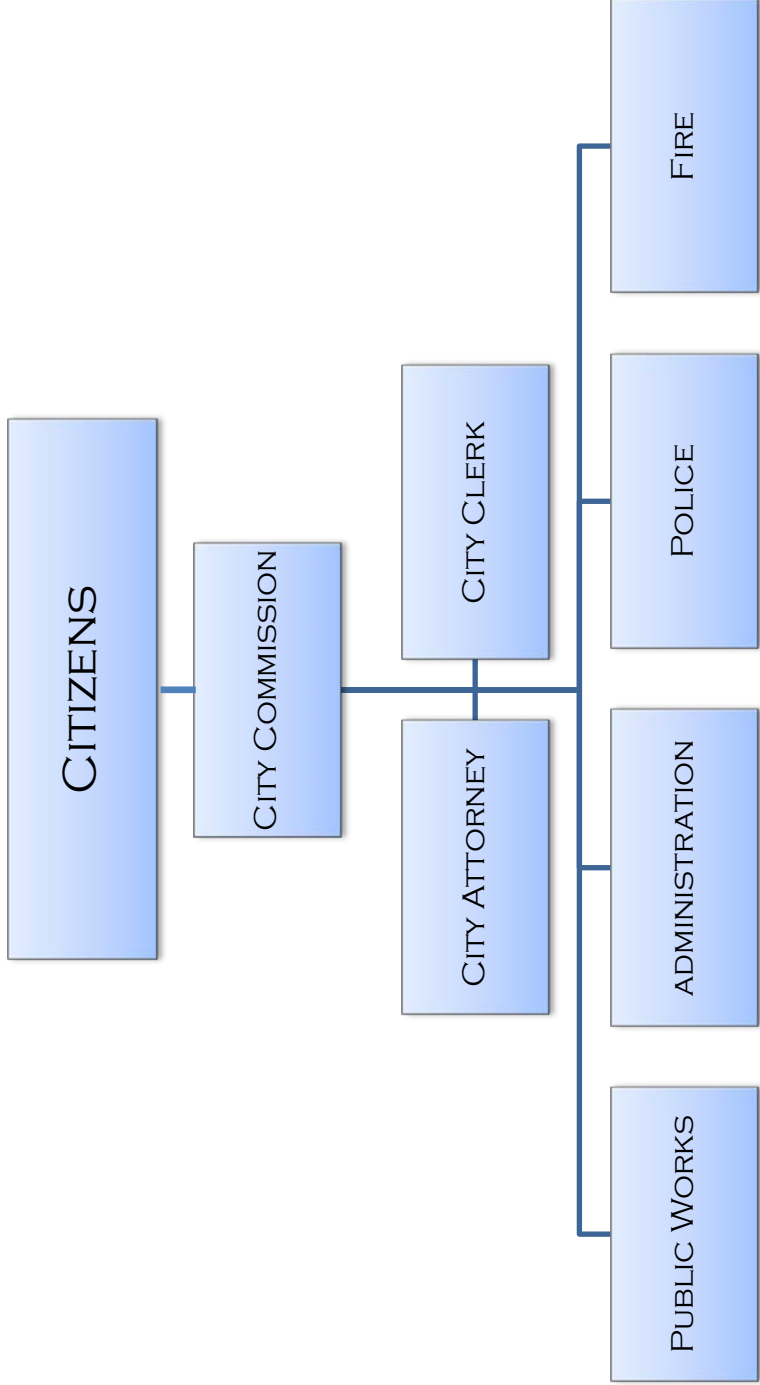 CITIZENS
CITY COMMISSION
CITY ATTORNEY
CITY CLERK
PUBLIC WORKS
ADMINISTRATION
POLICE
FIRE